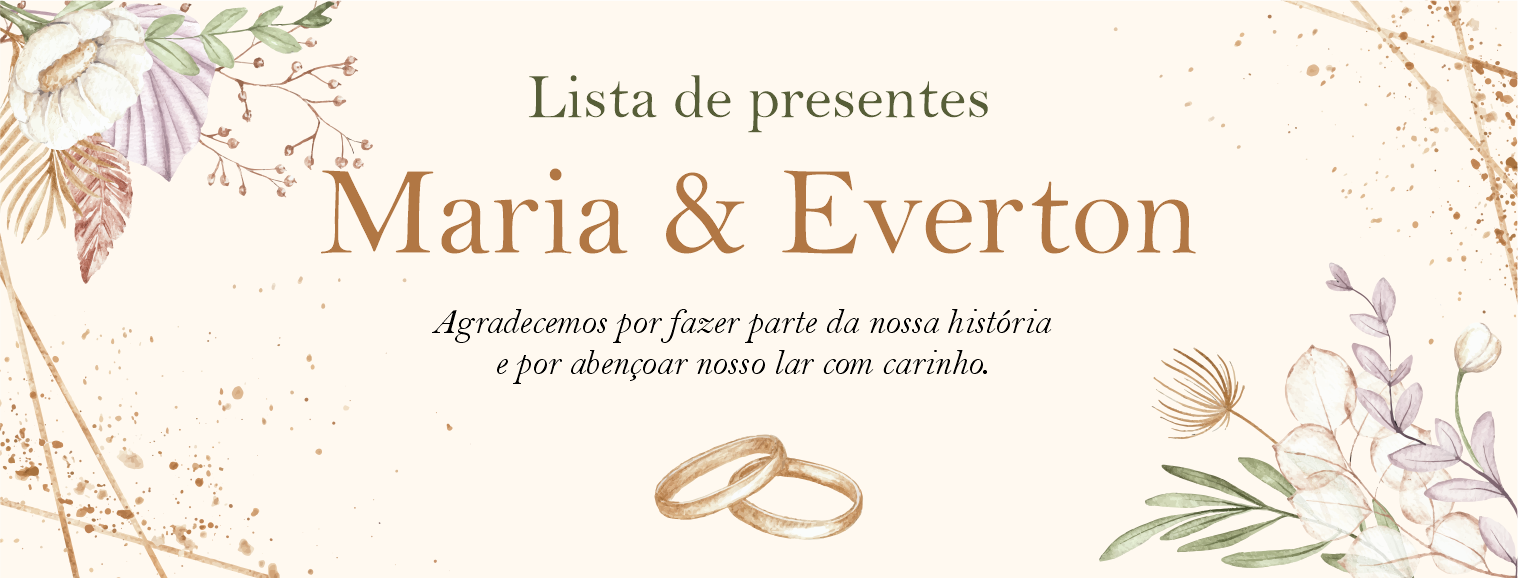 Lista de presentes
Maria & Everton
Agradecemos por fazer parte da nossa história
e por abençoar nosso lar com carinho.